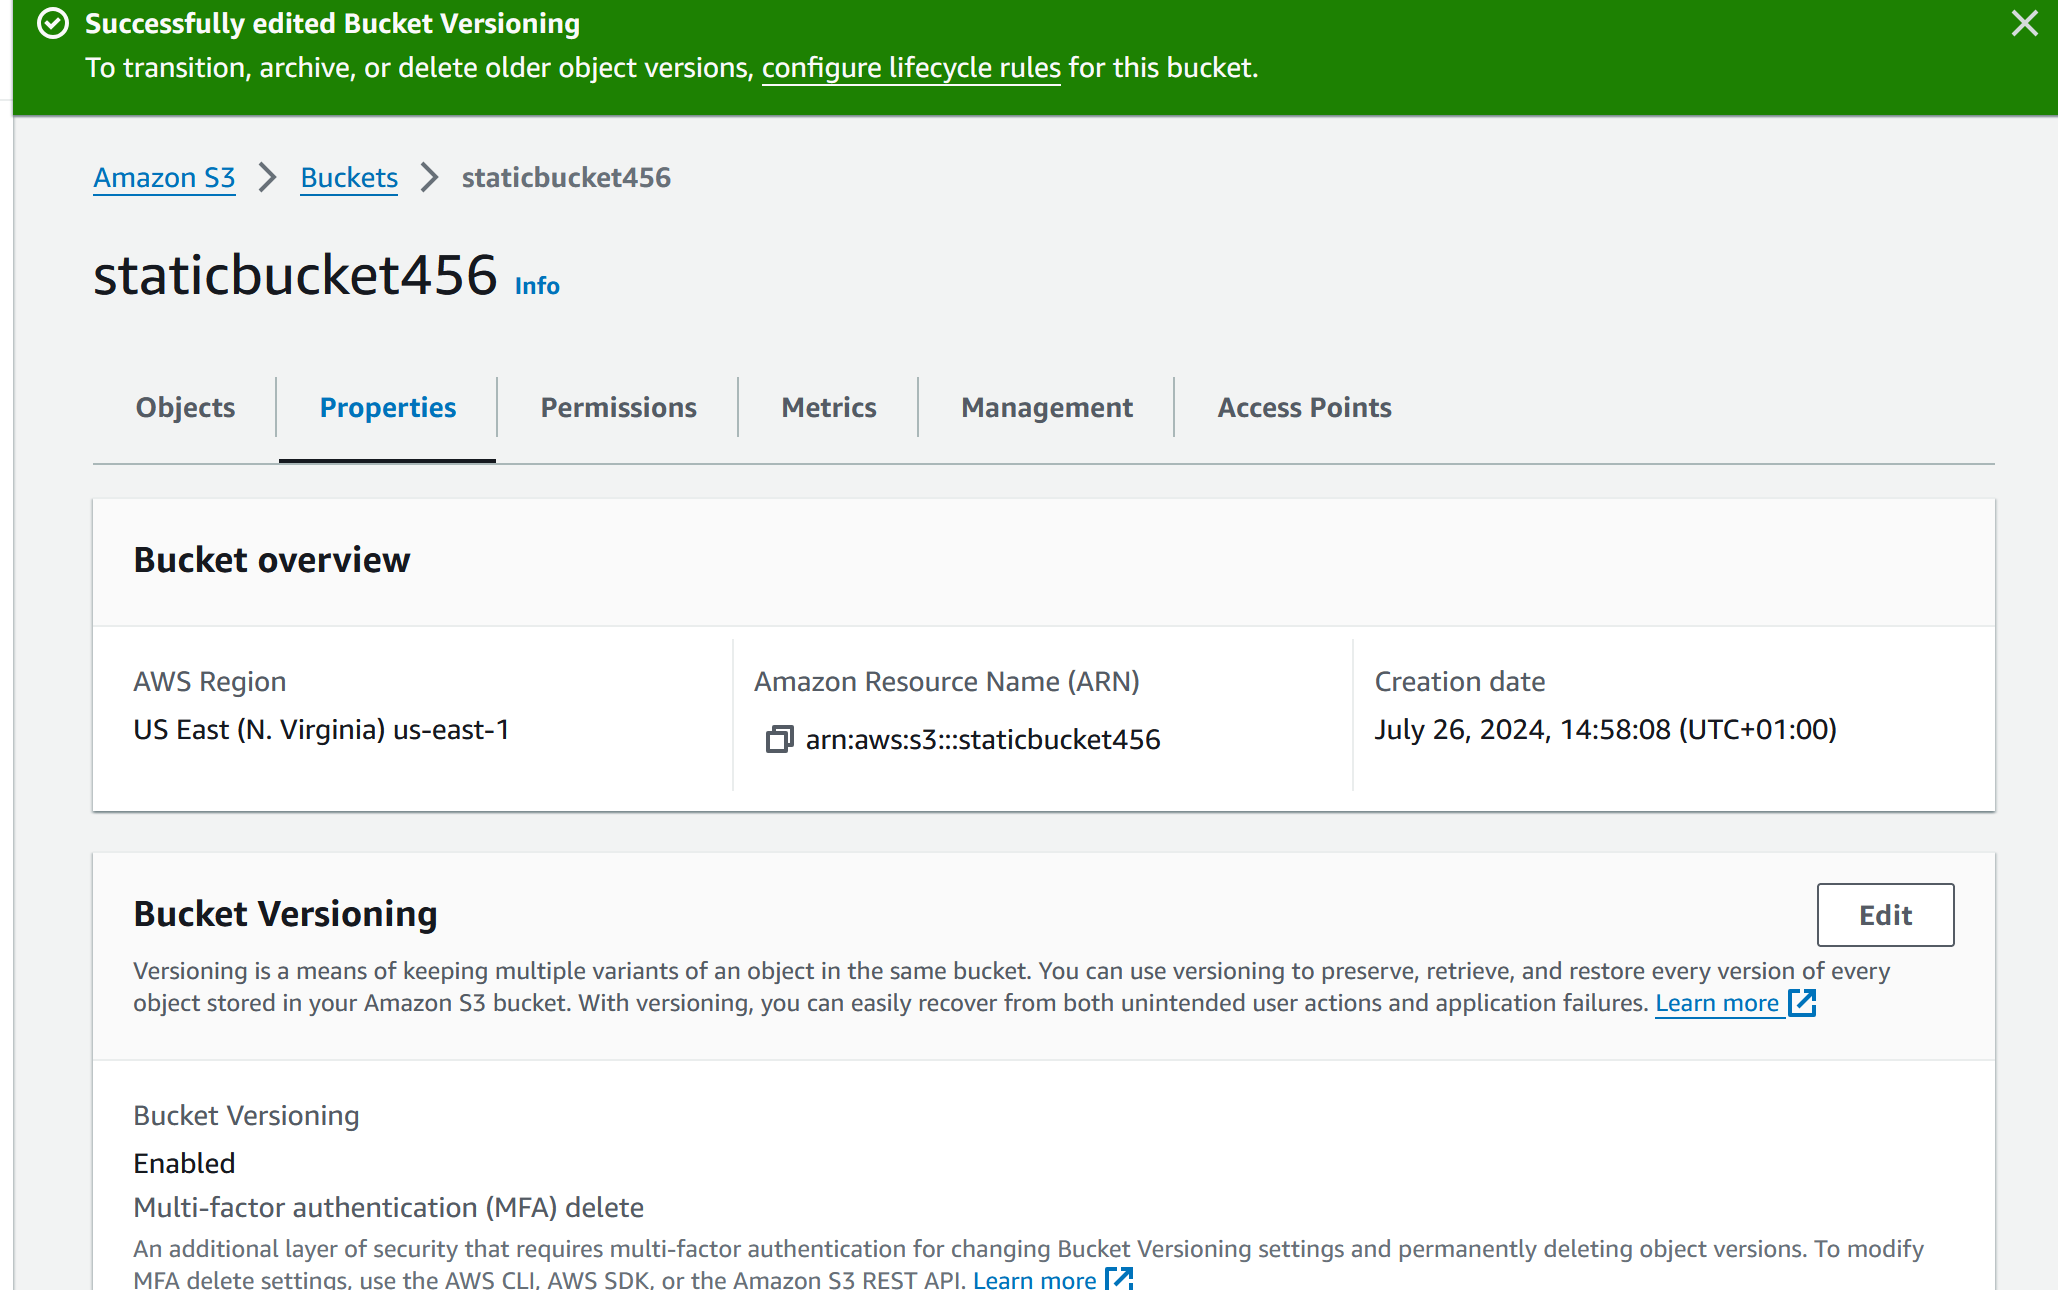 Successfully edited Bucket Versioning
To transition, archive, or delete older object versions, configure lifecycle rules for this bucket.
Amazon S3 > Buckets > staticbucket456
staticbucket456 Info
Objects Properties Permissions Metrics Management Access Points
Bucket overview
AWS Region Amazon Resource Name (ARN) Creation date
US East (N. Virginia) us-east-1 arn:aws:s3:::staticbucket456 July 26, 2024, 14:58:08 (UTC+01:00)
Bucket Versioning Edit
Versioning is a means of keeping multiple variants of an object in the same bucket. You can use versioning to preserve, retrieve, and restore every version of every
object stored in your Amazon S3 bucket. With versioning, you can easily recover from both unintended user actions and application failures. Learn more
Bucket Versioning
Enabled
Multi-factor authentication (MFA) delete
An additional layer of security that requires multi-factor authentication for changing Bucket Versioning settings and permanently deleting object versions. To modify
MFA delete settings, use the AWS CLI, AWS SDK, or the Amazon S3 REST API. Learn more